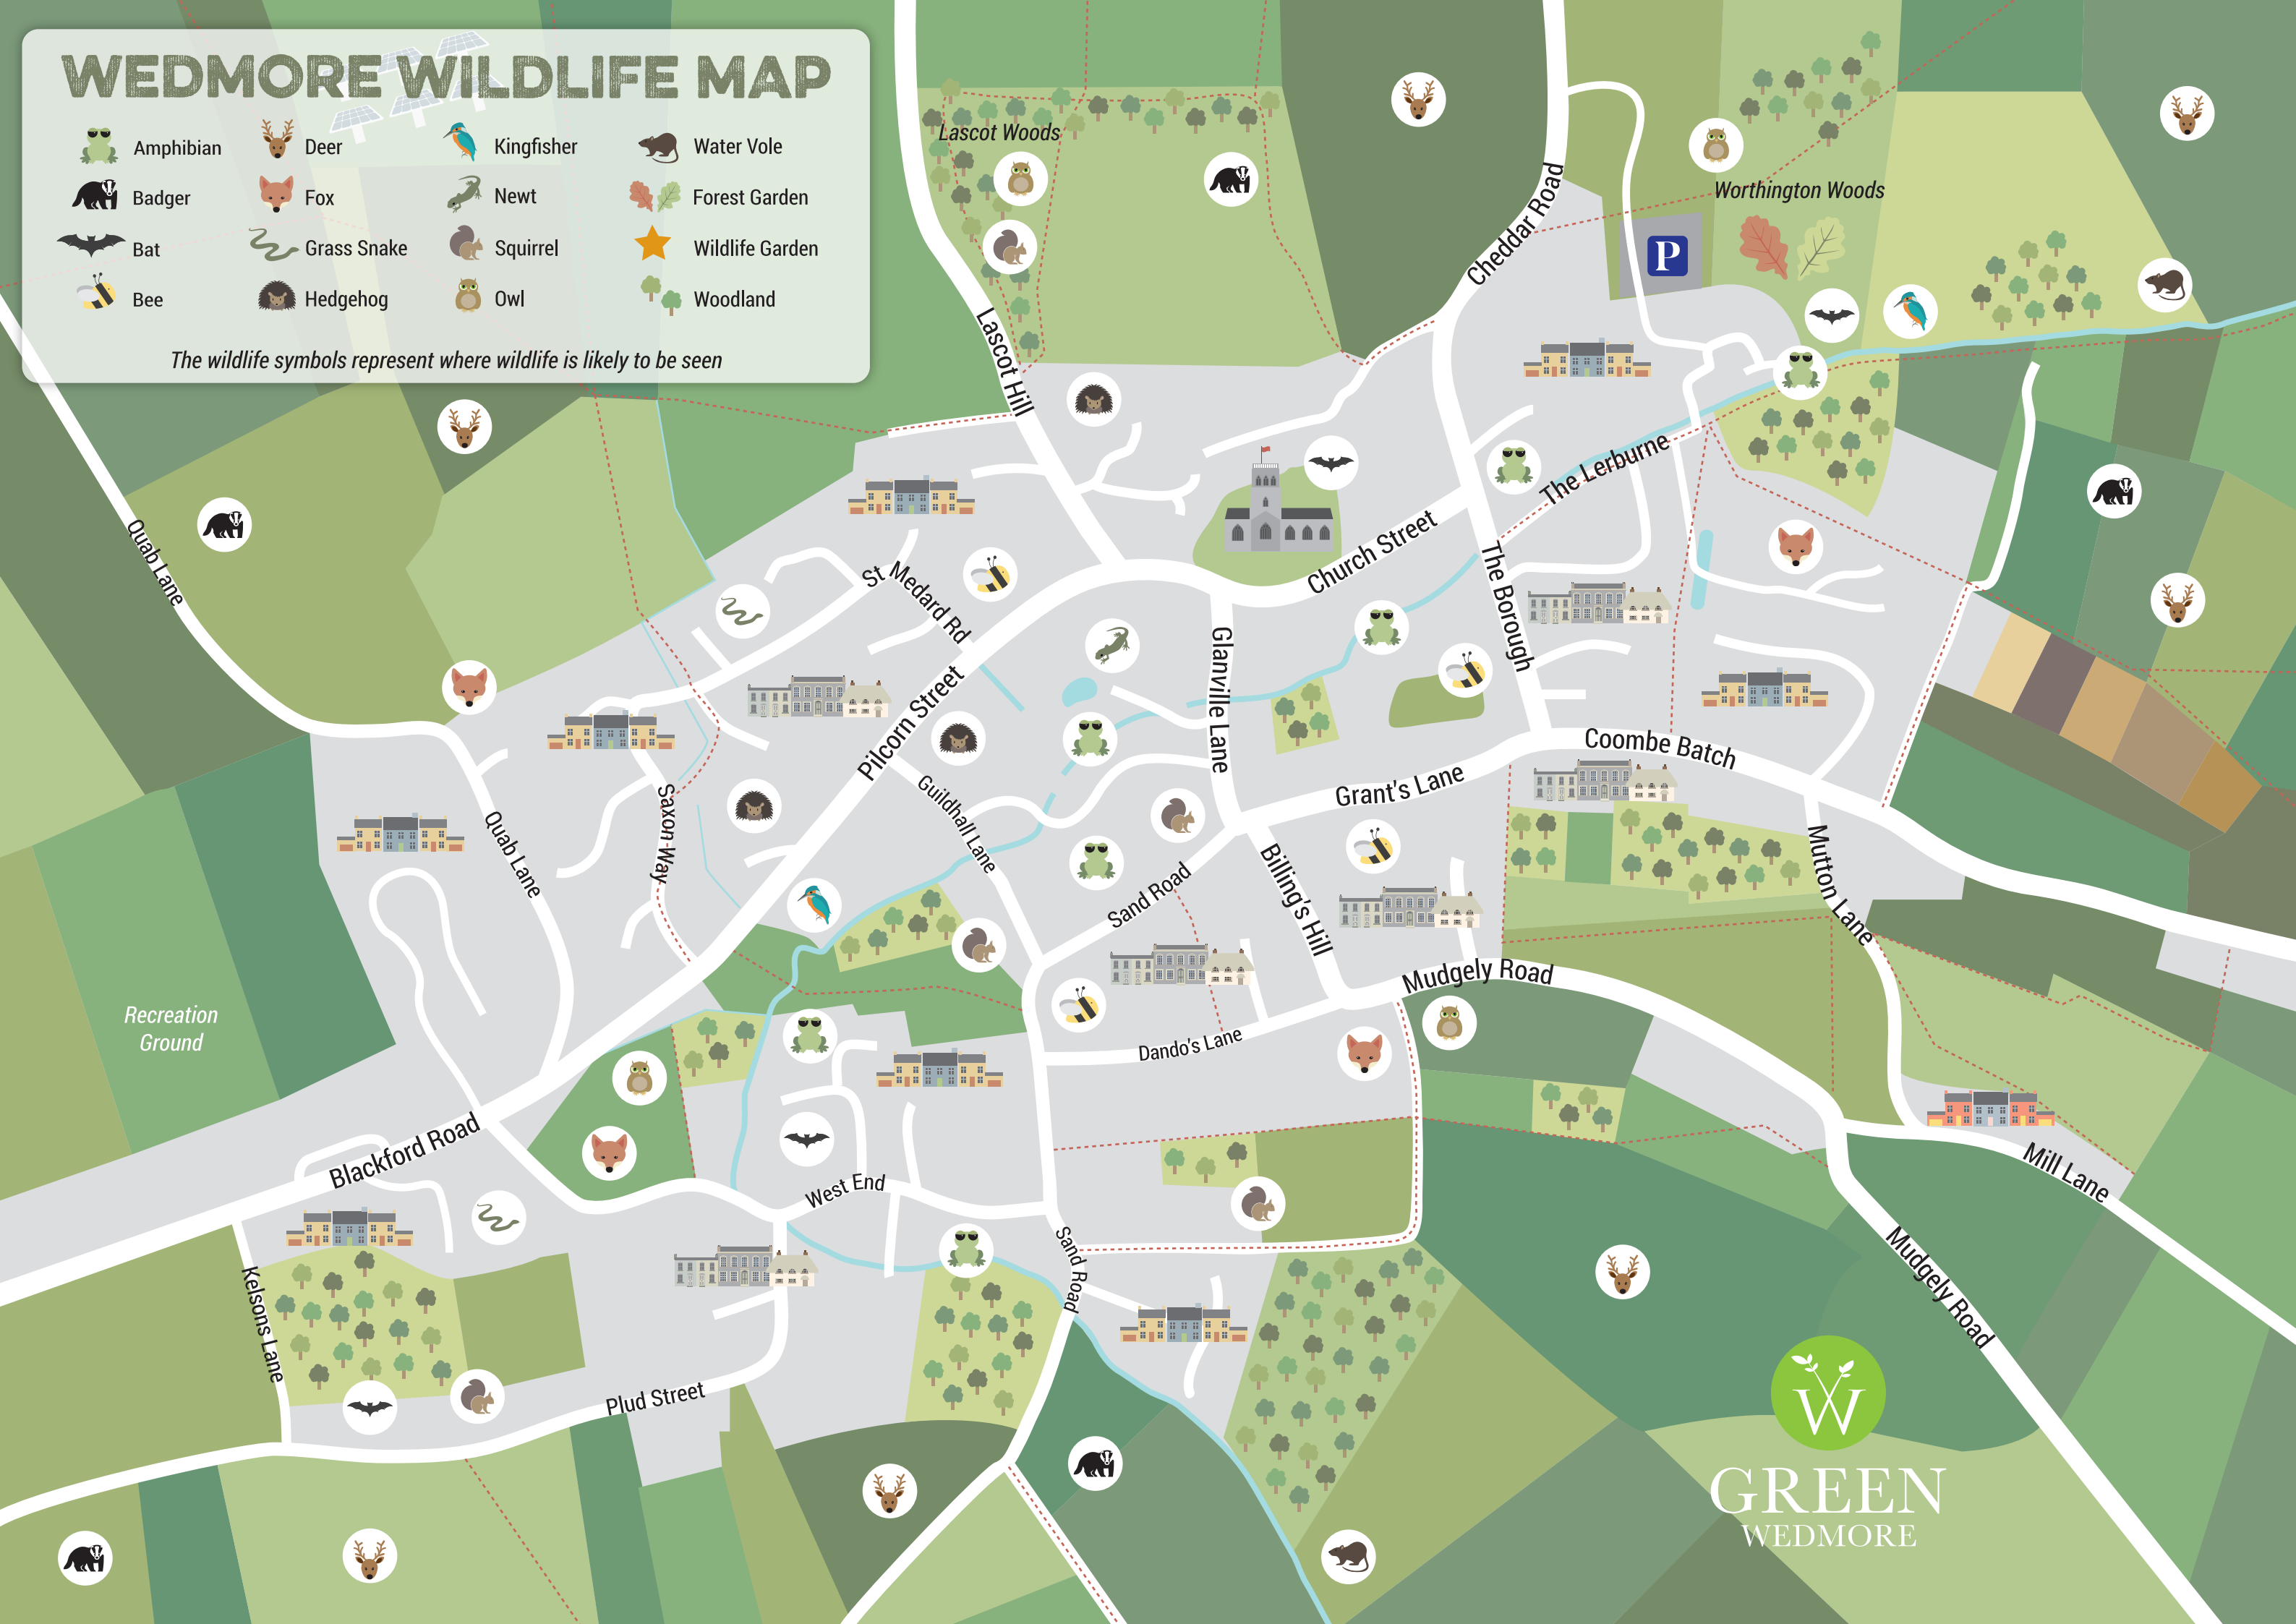 WEDMORE WILDLIFE MAP
Amphibian
Deer
Kingfisher
Water Vole
Badger
Fox
Newt
Forest Garden
Bat
Grass Snake
Squirrel
Wildlife Garden
Bee
Hedgehog
Owl
Woodland
The wildlife symbols represent where wildlife is likely to be seen
Lascot Woods
Worthington Woods
Cheddar Road
P
Lascot Hill
The Lerburne
Church Street
Quab Lane
St Medard Rd
The Borough
Glanville Lane
Pilcorn Street
Coombe Batch
Grant's Lane
Guildhall Lane
Saxon Way
Quab Lane
Mutton Lane
Sand Road
Billing's Hill
Mudgely Road
Recreation
Ground
Dando's Lane
Blackford Road
West End
Mill Lane
Sand Road
Kelsons Lane
Mudgely Road
Plud Street
W
GREEN
WEDMORE